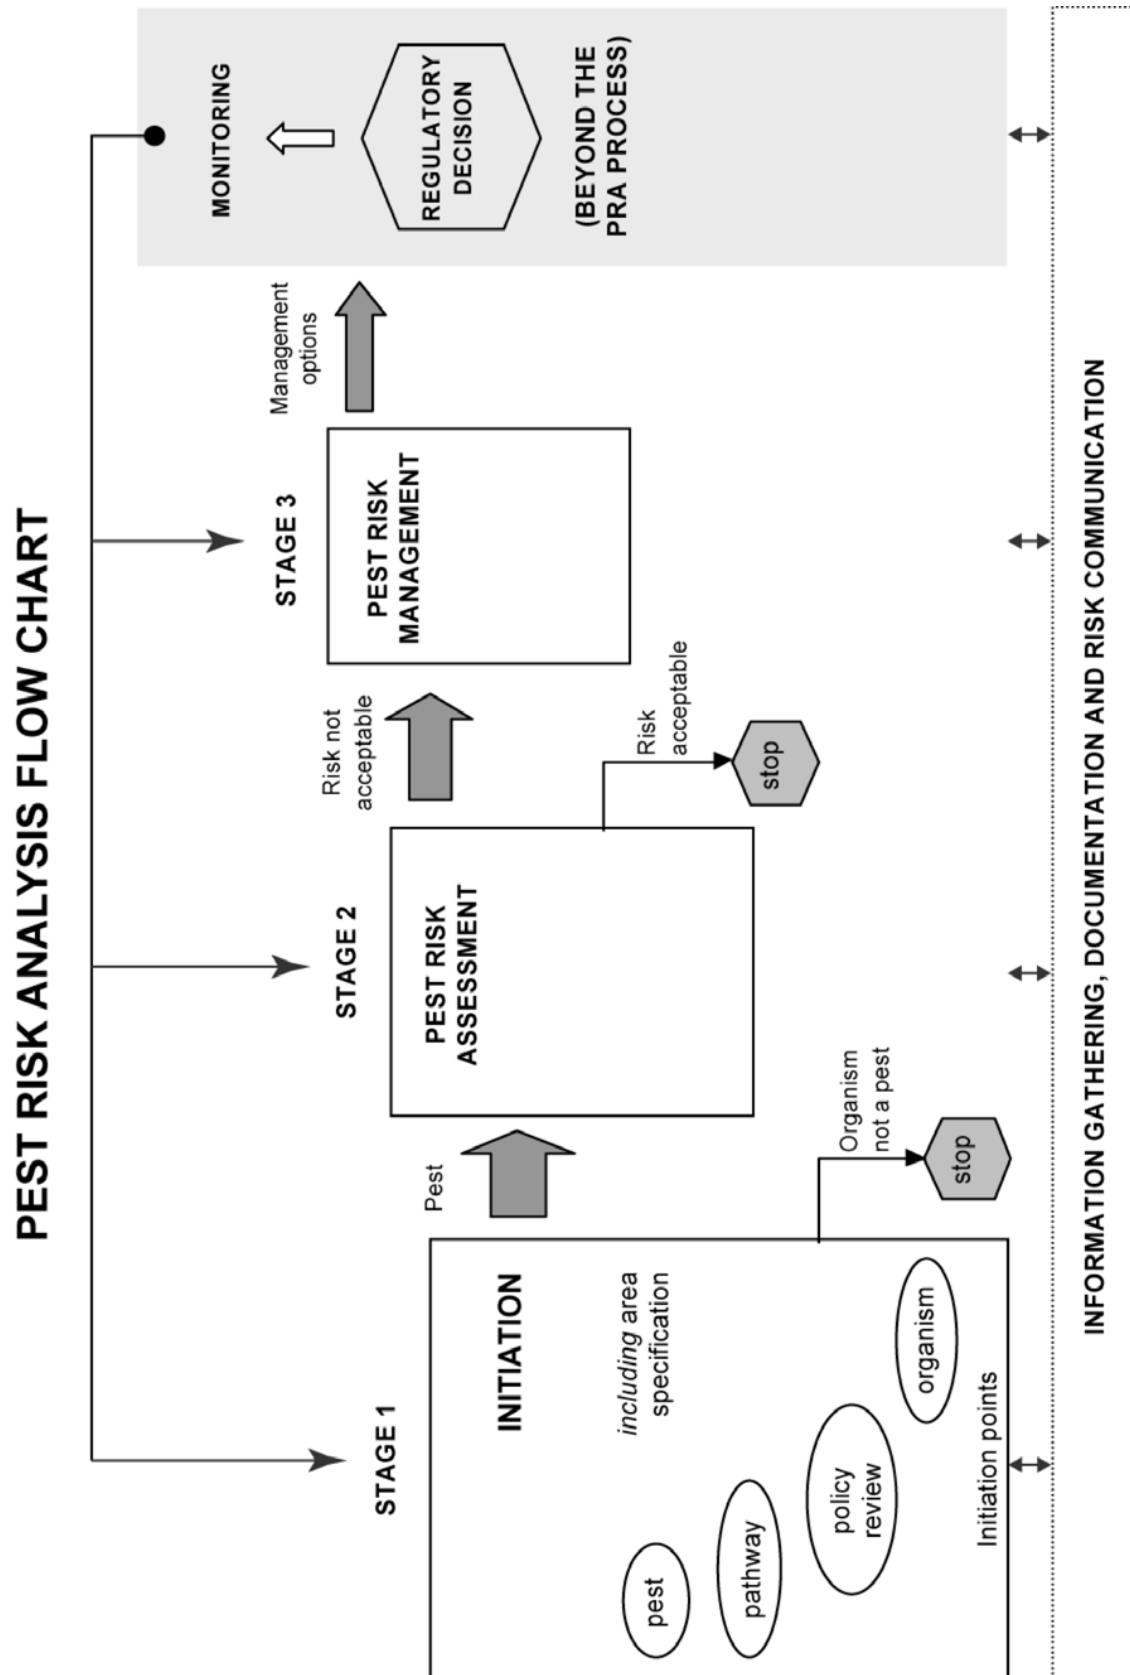 PEST RISK ANALYSIS FLOW CHART
STAGE 1
INITIATION
including area
specification
pest
pathway
policy
review
organism
Initiation points
Pest
Organism
not a pest
stop
STAGE 2
PEST RISK
ASSESSMENT
Risk not
acceptable
Risk
acceptable
stop
STAGE 3
PEST RISK
MANAGEMENT
Management
options
MONITORING
REGULATORY
DECISION
(BEYOND THE
PRA PROCESS)
INFORMATION GATHERING, DOCUMENTATION AND RISK COMMUNICATION